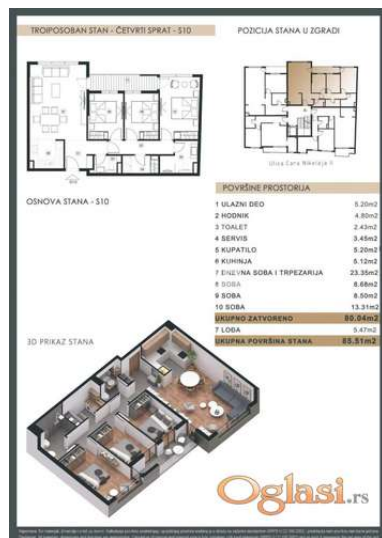 TROIPOSOBAN STAN - ČETVRTI SPRAT - S10
POZICIJA STANA U ZGRADI
Ulica Cara Nikolaja II
OSNOVA STANA - S10
POVRŠINE PROSTORIJA
1 ULAZNI DEO 5.20m2
2 HODNIK 4.80m2
3 TOALET 2.43m2
4 SERVIS 3.45m2
5 KUPATILO 5.20m2
6 KUHINJA 5.12m2
7 DNEVNA SOBA I TRPEZARIJA 23.35m2
8 SOBA 8.68m2
9 SOBA 8.50m2
10 SOBA 13.31m2
UKUPNO ZATVORENO 80.04m2
7 LOĐA 5.47m2
UKUPNA POVRŠINA STANA 85.51m2
3D PRIKAZ STANA
Oglasi.rs